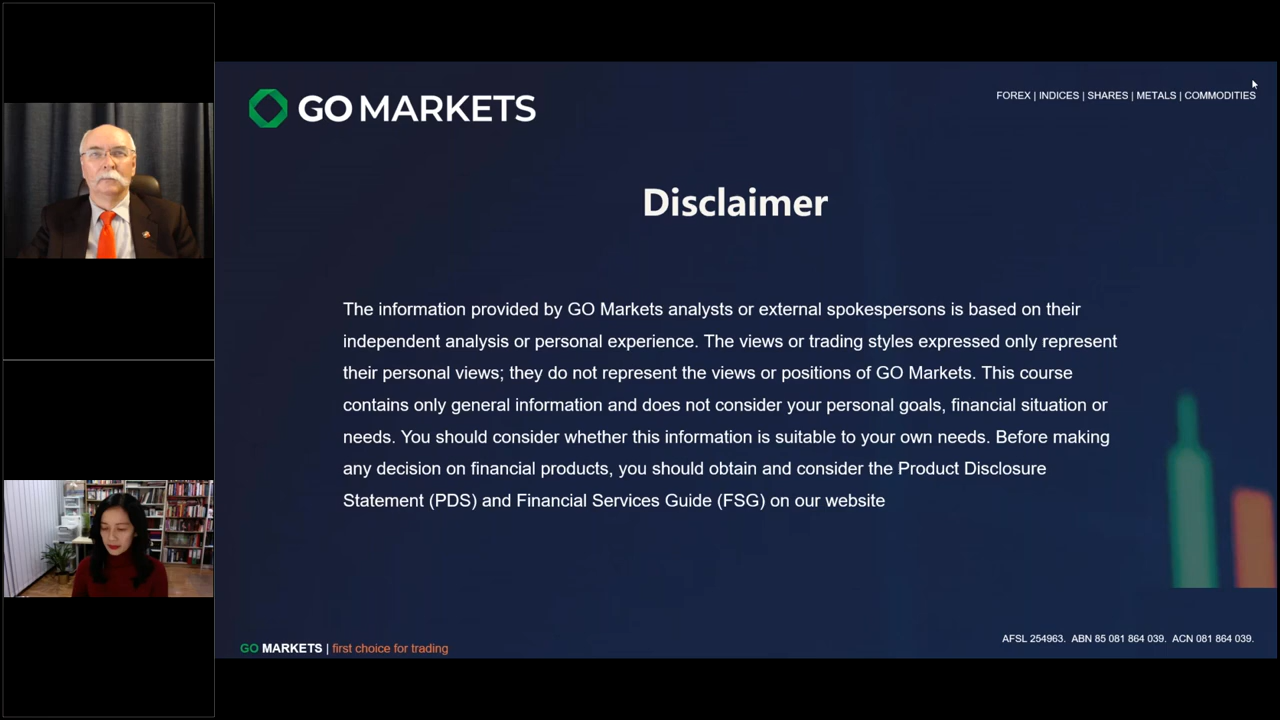 GO MARKETS
FOREX | INDICES | SHARES | METALS | COMMODITIES
Disclaimer
The information provided by GO Markets analysts or external spokespersons is based on their
independent analysis or personal experience. The views or trading styles expressed only represent
their personal views; they do not represent the views or positions of GO Markets. This course
contains only general information and does not consider your personal goals, financial situation or
needs. You should consider whether this information is suitable to your own needs. Before making
any decision on financial products, you should obtain and consider the Product Disclosure
Statement (PDS) and Financial Services Guide (FSG) on our website
GO MARKETS | first choice for trading
AFSL 254963. ABN 85 081 864 039. ACN 081 864 039.